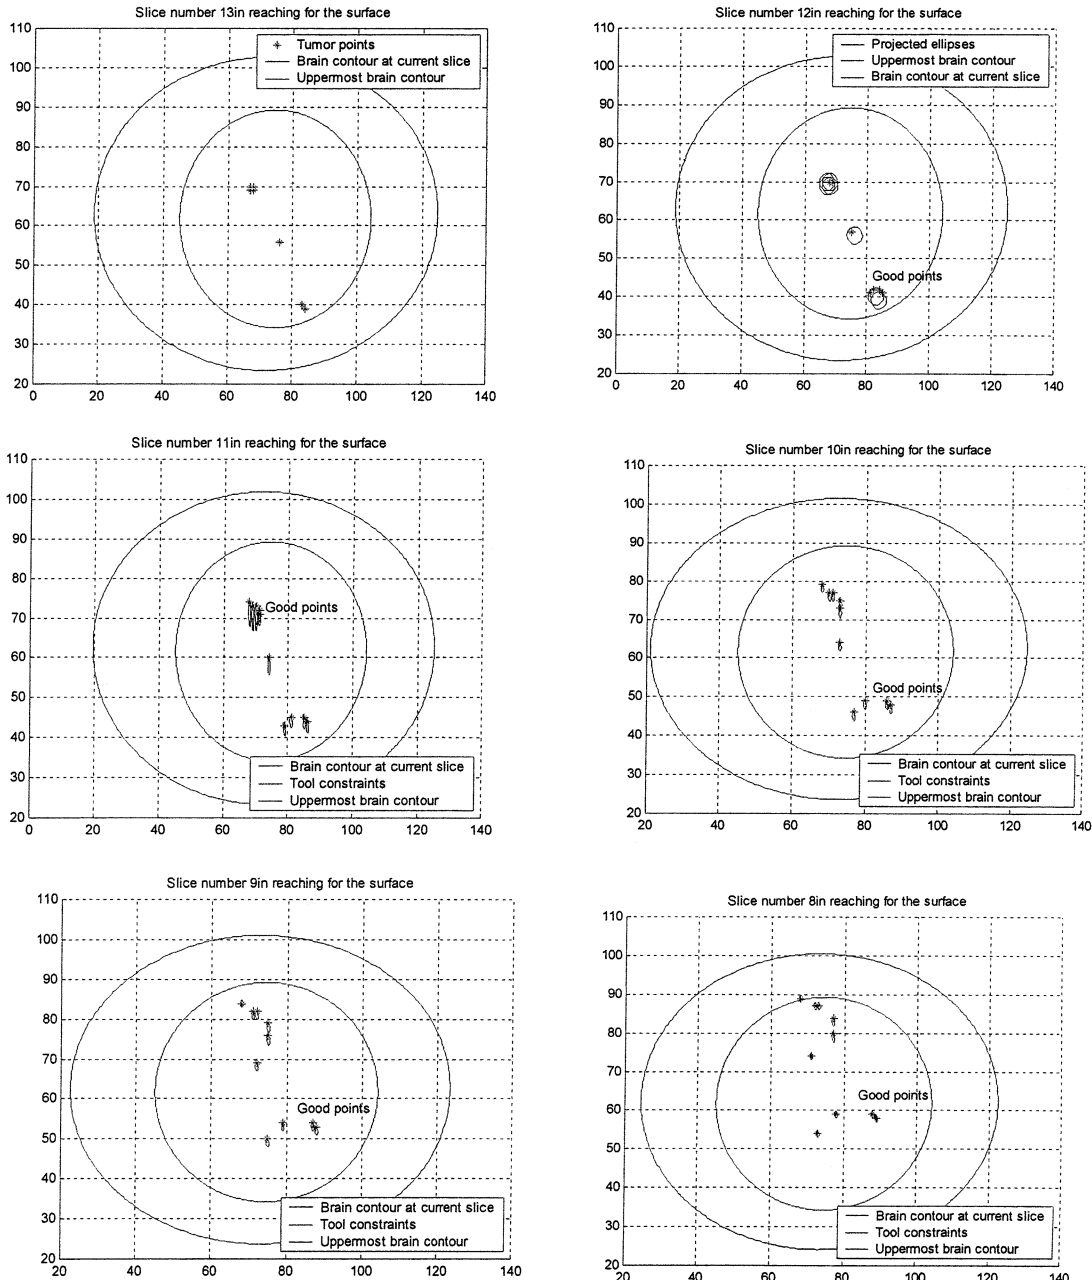 Slice number 13in reaching for the surface
110
100
90
80
70
60
50
40
30
20
0 20 40 60 80 100 120 140
Tumor points
Brain contour at current slice
Uppermost brain contour
Slice number 12in reaching for the surface
110
100
90
80
70
60
50
40
30
20
0 20 40 60 80 100 120 140
Projected ellipses
Uppermost brain contour
Brain contour at current slice
Good points
Slice number 11in reaching for the surface
110
100
90
80
70
60
50
40
30
20
0 20 40 60 80 100 120 140
Good points
Brain contour at current slice
Tool constraints
Uppermost brain contour
Slice number 10in reaching for the surface
110
100
90
80
70
60
50
40
30
20
20 40 60 80 100 120 140
Good points
Brain contour at current slice
Tool constraints
Uppermost brain contour
Slice number 9in reaching for the surface
110
100
90
80
70
60
50
40
30
20
20 40 60 80 100 120 140
Good points
Brain contour at current slice
Tool constraints
Uppermost brain contour
Slice number 8in reaching for the surface
110
100
90
80
70
60
50
40
30
20
20 40 60 80 100 120 140
Good points
Brain contour at current slice
Tool constraints
Uppermost brain contour